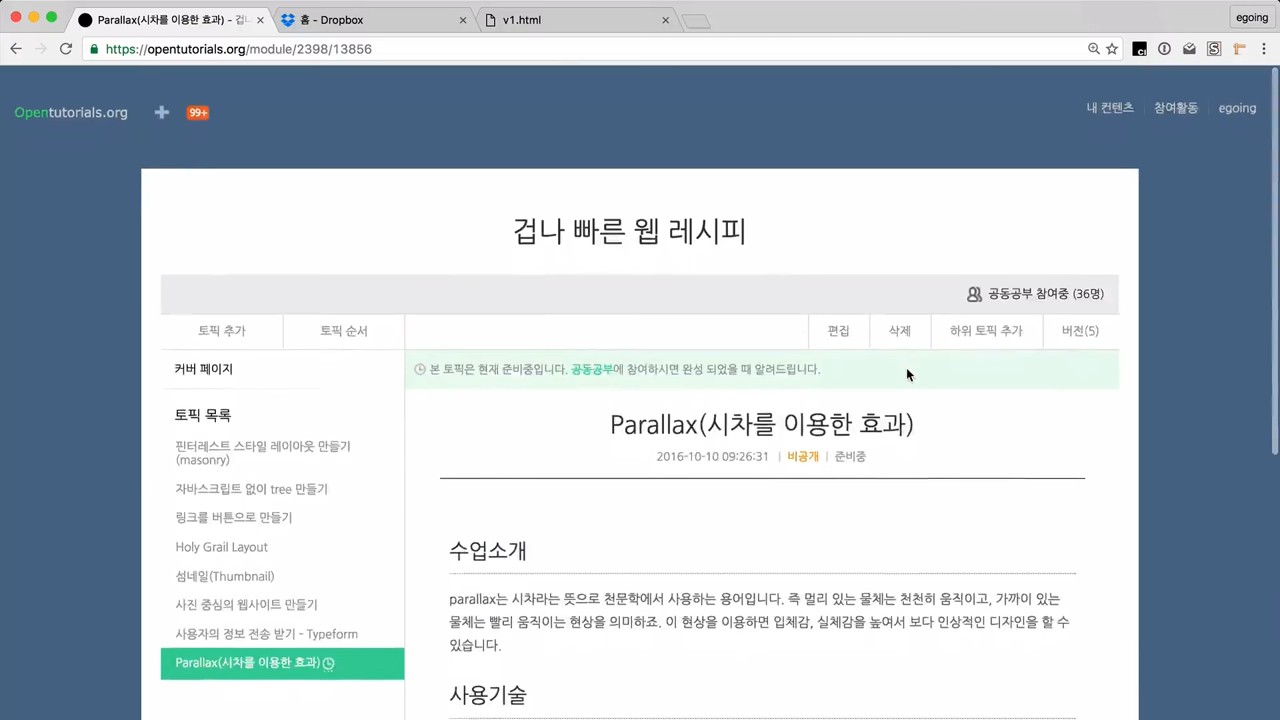 Parallax(시차를 이용한 효과) - 겁니
홈 - Dropbox
v1.html
egoing
https://opentutorials.org/module/2398/13856
Opentutorials.org
99+
내 컨텐츠
참여활동
egoing
겁나 빠른 웹 레시피
공동공부 참여중 (36명)
토픽 추가
토픽 순서
편집
삭제
하위 토픽 추가
버전(5)
커버 페이지
본 토픽은 현재 준비중입니다. 공동공부에 참여하시면 완성 되었을 때 알려드립니다.
토픽 목록
핀터레스트 스타일 레이아웃 만들기
(masonry)
자바스크립트 없이 tree 만들기
링크를 버튼으로 만들기
Holy Grail Layout
섬네일(Thumbnail)
사진 중심의 웹사이트 만들기
사용자의 정보 전송 받기 - Typeform
Parallax(시차를 이용한 효과)
Parallax(시차를 이용한 효과)
2016-10-10 09:26:31 | 비공개 | 준비중
수업소개
parallax는 시차라는 뜻으로 천문학에서 사용하는 용어입니다. 즉 멀리 있는 물체는 천천히 움직이고, 가까이 있는
물체는 빨리 움직이는 현상을 의미하죠. 이 현상을 이용하면 입체감, 실체감을 높여서 보다 인상적인 디자인을 할 수
있습니다.
사용기술